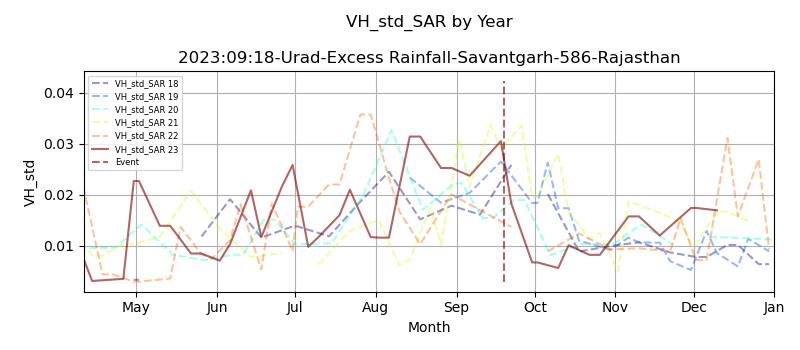 VH_std_SAR by Year
2023:09:18-Urad-Excess Rainfall-Savantgarh-586-Rajasthan
VH_std
0.04
0.03
0.02
0.01
VH_std_SAR 18
VH_std_SAR 19
VH_std_SAR 20
VH_std_SAR 21
VH_std_SAR 22
VH_std_SAR 23
Event
May Jun Jul Aug Sep Oct Nov Dec Jan
Month